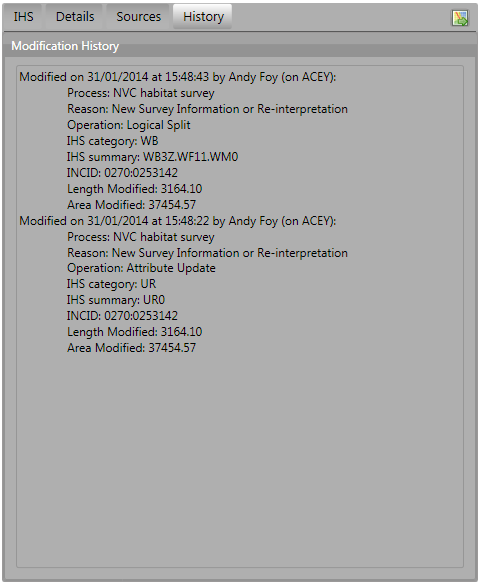 IHS Details Sources History
Modification History
Modified on 31/01/2014 at 15:48:43 by Andy Foy (on ACEY):
Process: NVC habitat survey
Reason: New Survey Information or Re-interpretation
Operation: Logical Split
IHS category: WB
IHS summary: WB3Z.WF11.WM0
INCID: 0270:0253142
Length Modified: 3164.10
Area Modified: 37454.57
Modified on 31/01/2014 at 15:48:22 by Andy Foy (on ACEY):
Process: NVC habitat survey
Reason: New Survey Information or Re-interpretation
Operation: Attribute Update
IHS category: UR
IHS summary: UR0
INCID: 0270:0253142
Length Modified: 3164.10
Area Modified: 37454.57